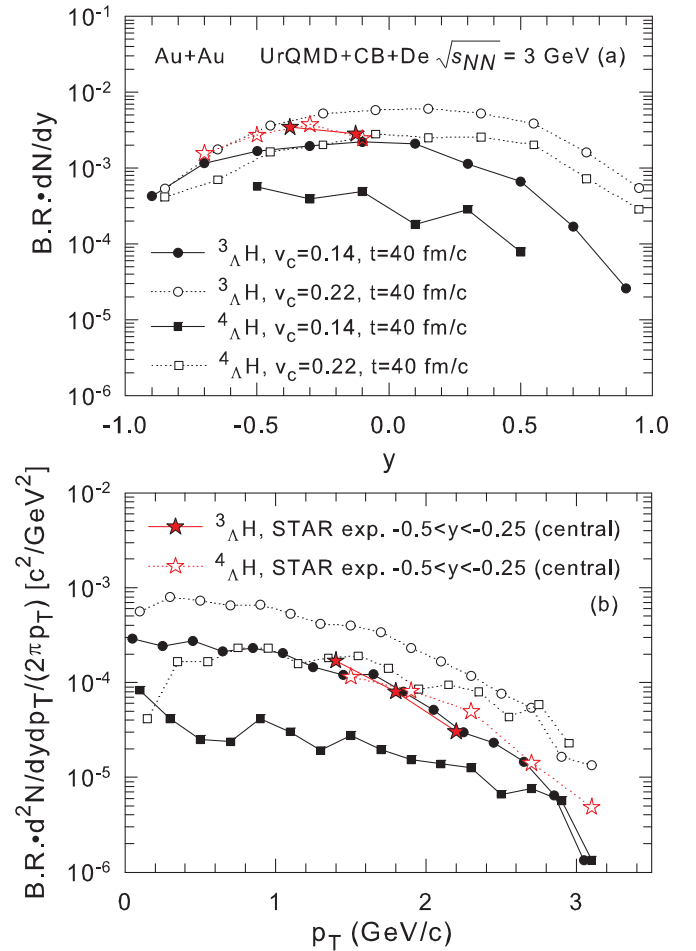 10⁻¹
Au+Au UrQMD+CB+De √sNN = 3 GeV (a)
10⁻²
10⁻³
10⁻⁴
10⁻⁵
10⁻⁶
B.R.•dN/dy
³ΛH, vc=0.14, t=40 fm/c
³ΛH, vc=0.22, t=40 fm/c
⁴ΛH, vc=0.14, t=40 fm/c
⁴ΛH, vc=0.22, t=40 fm/c
-1.0 -0.5 0.0 0.5 1.0
y
10⁻²
10⁻³
10⁻⁴
10⁻⁵
10⁻⁶
B.R.•d²N/dydpT/(2πpT) [c²/GeV²]
³ΛH, STAR exp. -0.5<y<-0.25 (central)
⁴ΛH, STAR exp. -0.5<y<-0.25 (central)
(b)
0 1 2 3
pT (GeV/c)